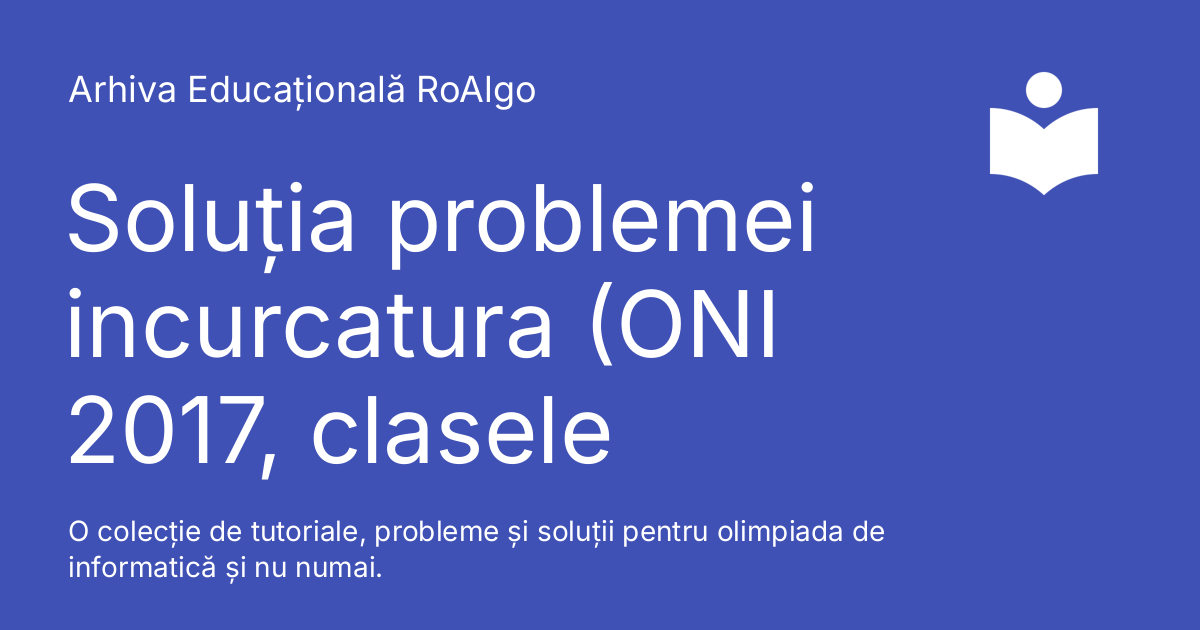 Arhiva Educațională RoAlgo
Soluția problemei
incurcatura (ONI
2017, clasele
O colecție de tutoriale, probleme și soluții pentru olimpiada de
informatică și nu numai.